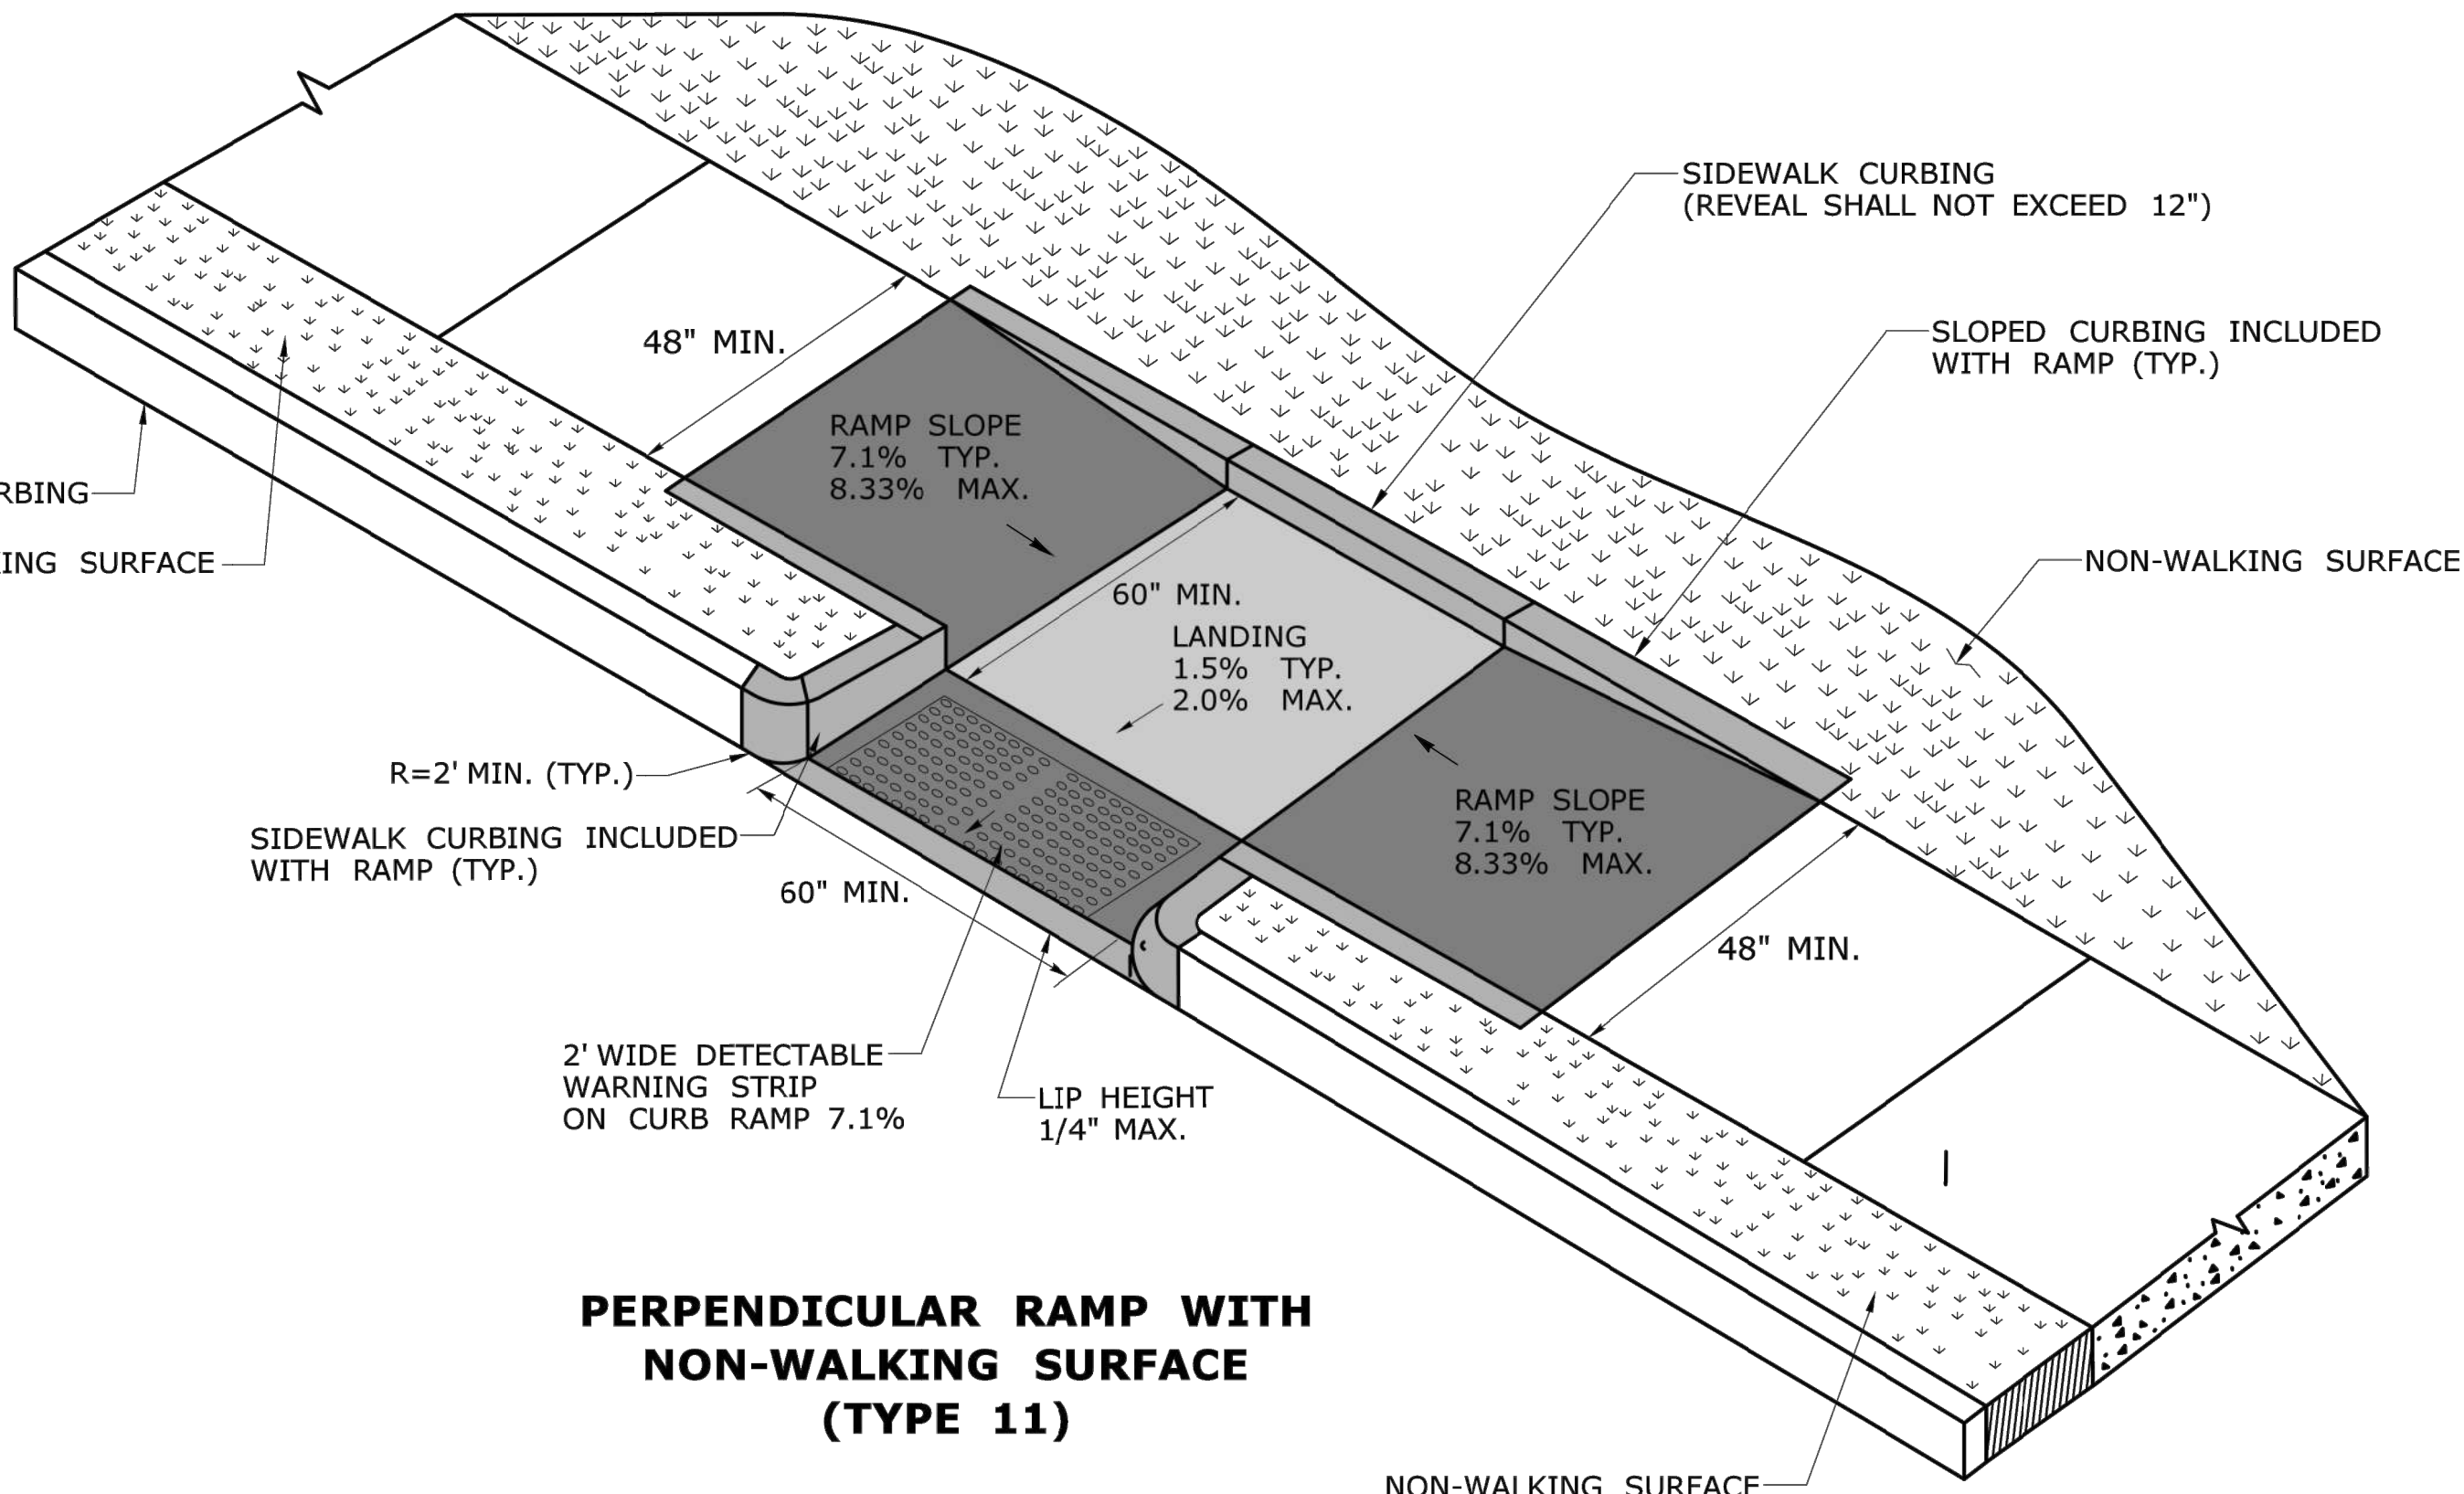 SIDEWALK CURBING
(REVEAL SHALL NOT EXCEED 12")
SLOPED CURBING INCLUDED
WITH RAMP (TYP.)
48" MIN.
RAMP SLOPE
7.1% TYP.
8.33% MAX.
RBING
KING SURFACE
NON-WALKING SURFACE
60" MIN.
LANDING
1.5% TYP.
2.0% MAX.
R=2' MIN. (TYP.)
SIDEWALK CURBING INCLUDED
WITH RAMP (TYP.)
60" MIN.
RAMP SLOPE
7.1% TYP.
8.33% MAX.
48" MIN.
2' WIDE DETECTABLE
WARNING STRIP
ON CURB RAMP 7.1%
LIP HEIGHT
1/4" MAX.
PERPENDICULAR RAMP WITH
NON-WALKING SURFACE
(TYPE 11)
NON-WALKING SURFACE